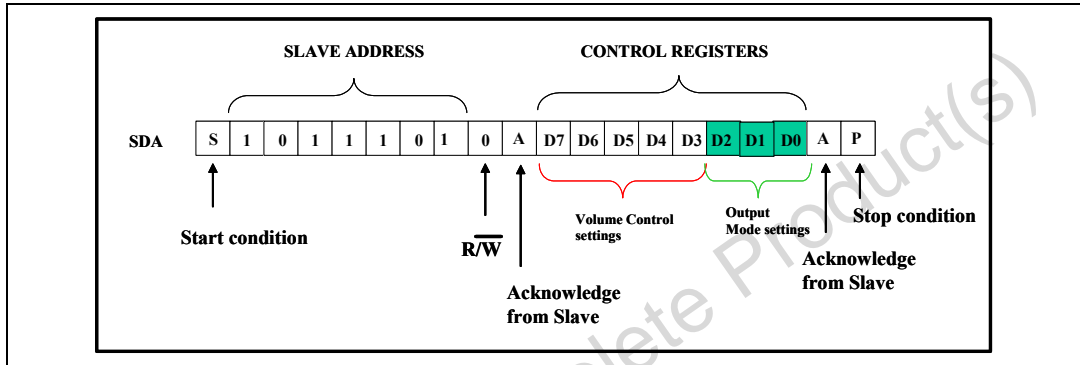 SLAVE ADDRESS CONTROL REGISTERS
SDA S 1 0 1 1 1 0 1 0 A D7 D6 D5 D4 D3 D2 D1 D0 A P
Start condition
R/W
Acknowledge
from Slave
Volume Control
settings
Output
Mode settings
Acknowledge
from Slave
Stop condition
lete Product(s)